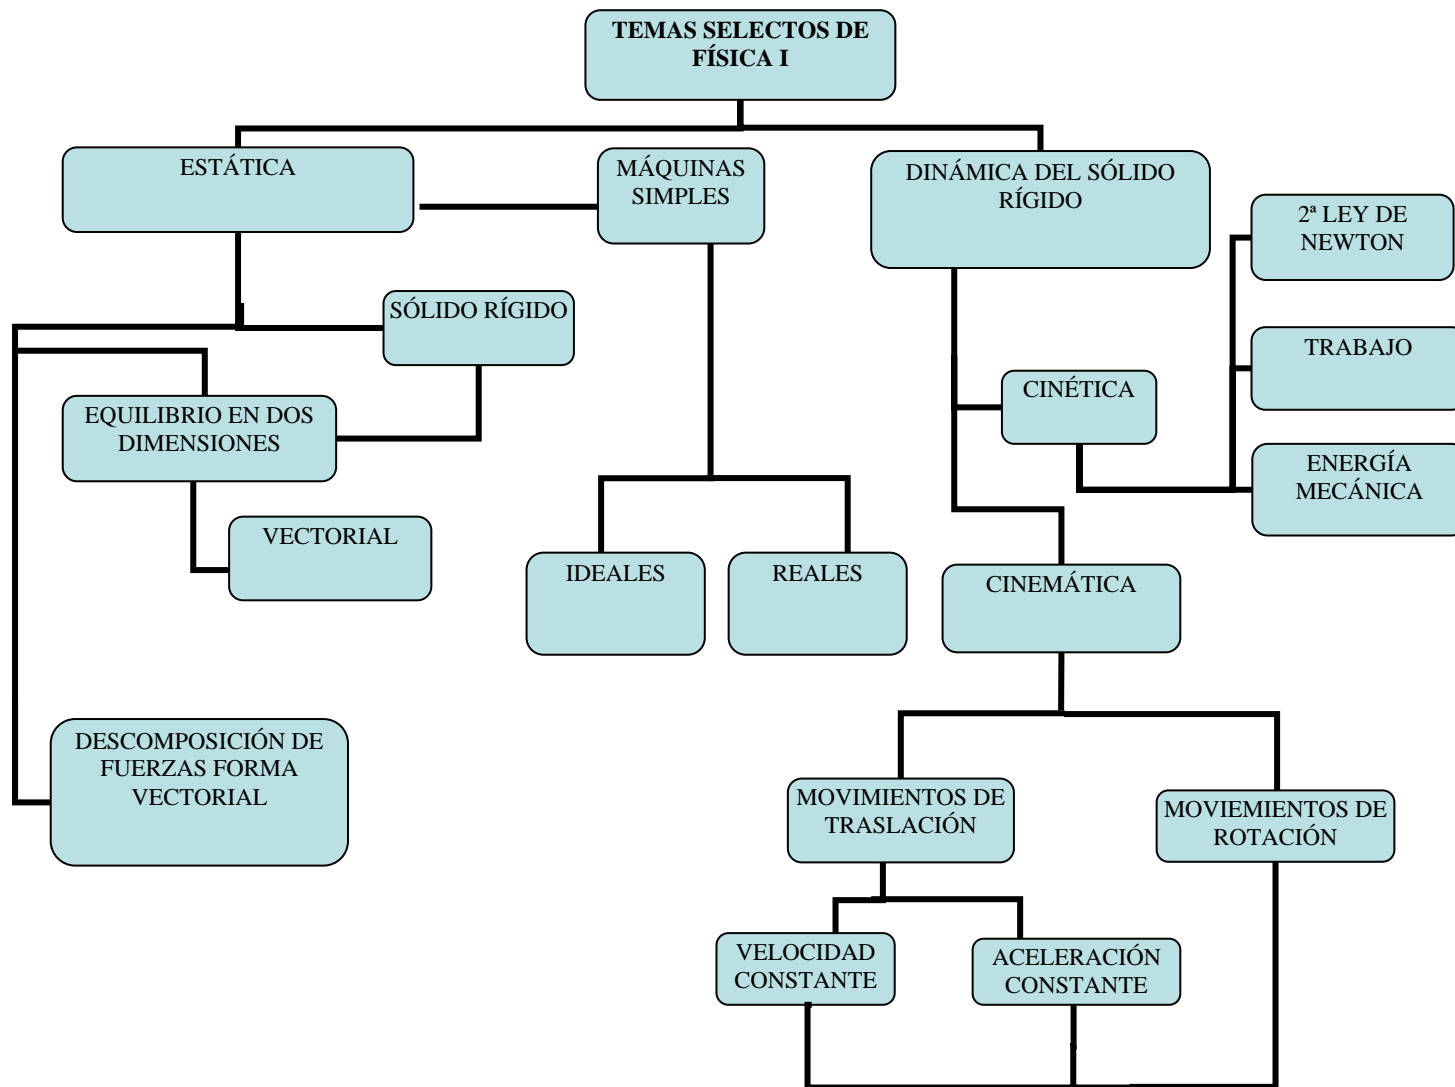 TEMAS SELECTOS DE
FÍSICA I
ESTÁTICA
MÁQUINAS
SIMPLES
DINÁMICA DEL SÓLIDO
RÍGIDO
2ª LEY DE
NEWTON
SÓLIDO RÍGIDO
TRABAJO
CINÉTICA
EQUILIBRIO EN DOS
DIMENSIONES
ENERGÍA
MECÁNICA
VECTORIAL
IDEALES
REALES
CINEMÁTICA
DESCOMPOSICIÓN DE
FUERZAS FORMA
VECTORIAL
MOVIMIENTOS DE
TRASLACIÓN
MOVIEMIENTOS DE
ROTACIÓN
VELOCIDAD
CONSTANTE
ACELERACIÓN
CONSTANTE